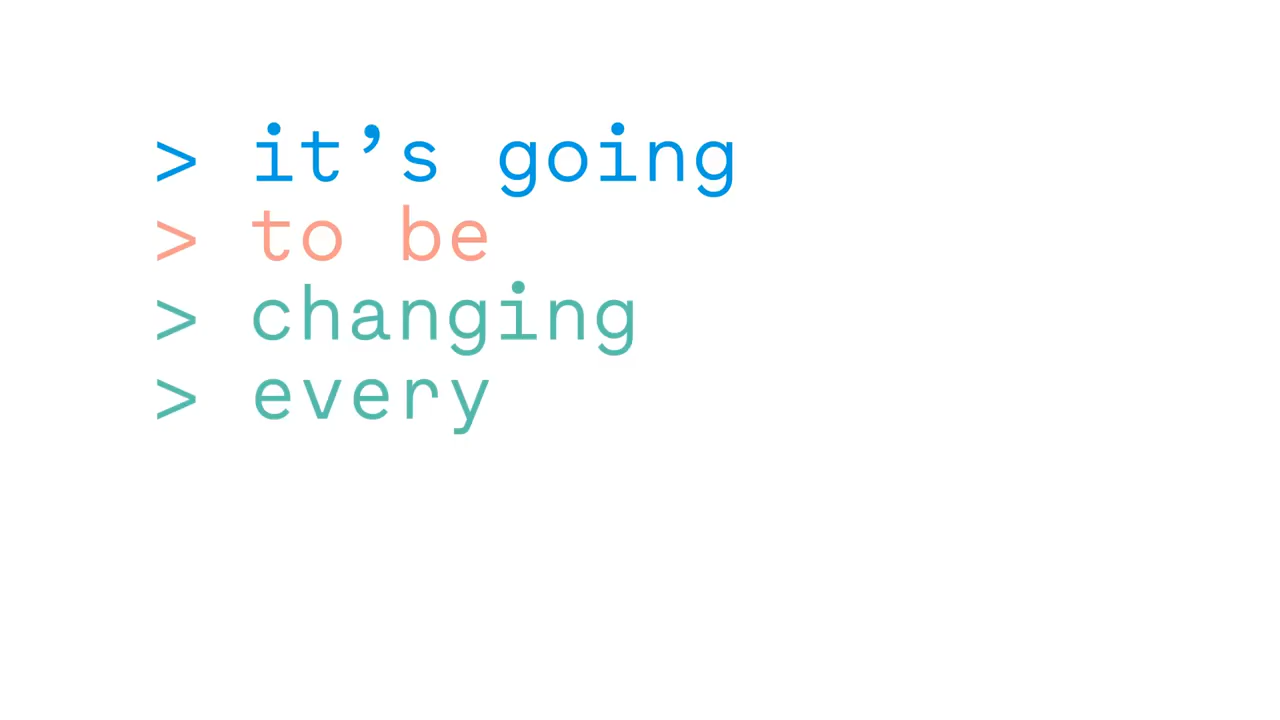 > it’s going
> to be
> changing
> every